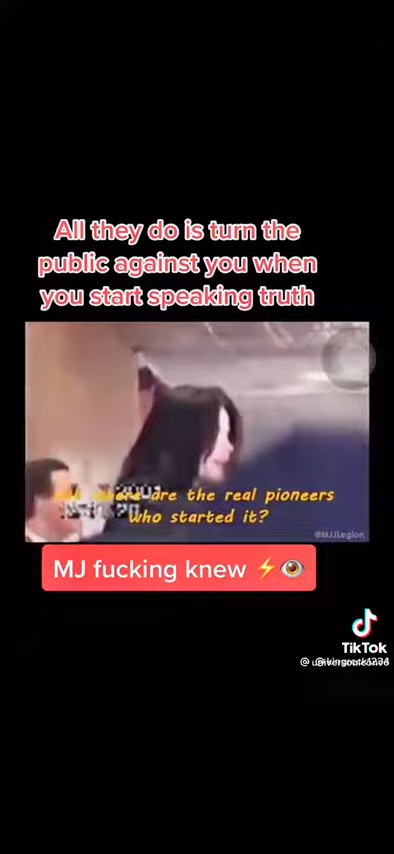 All they do is turn the
public against you when
you start speaking truth
where are the real pioneers
who started it?
@MJJLegion
MJ fucking knew ⚡👁
TikTok